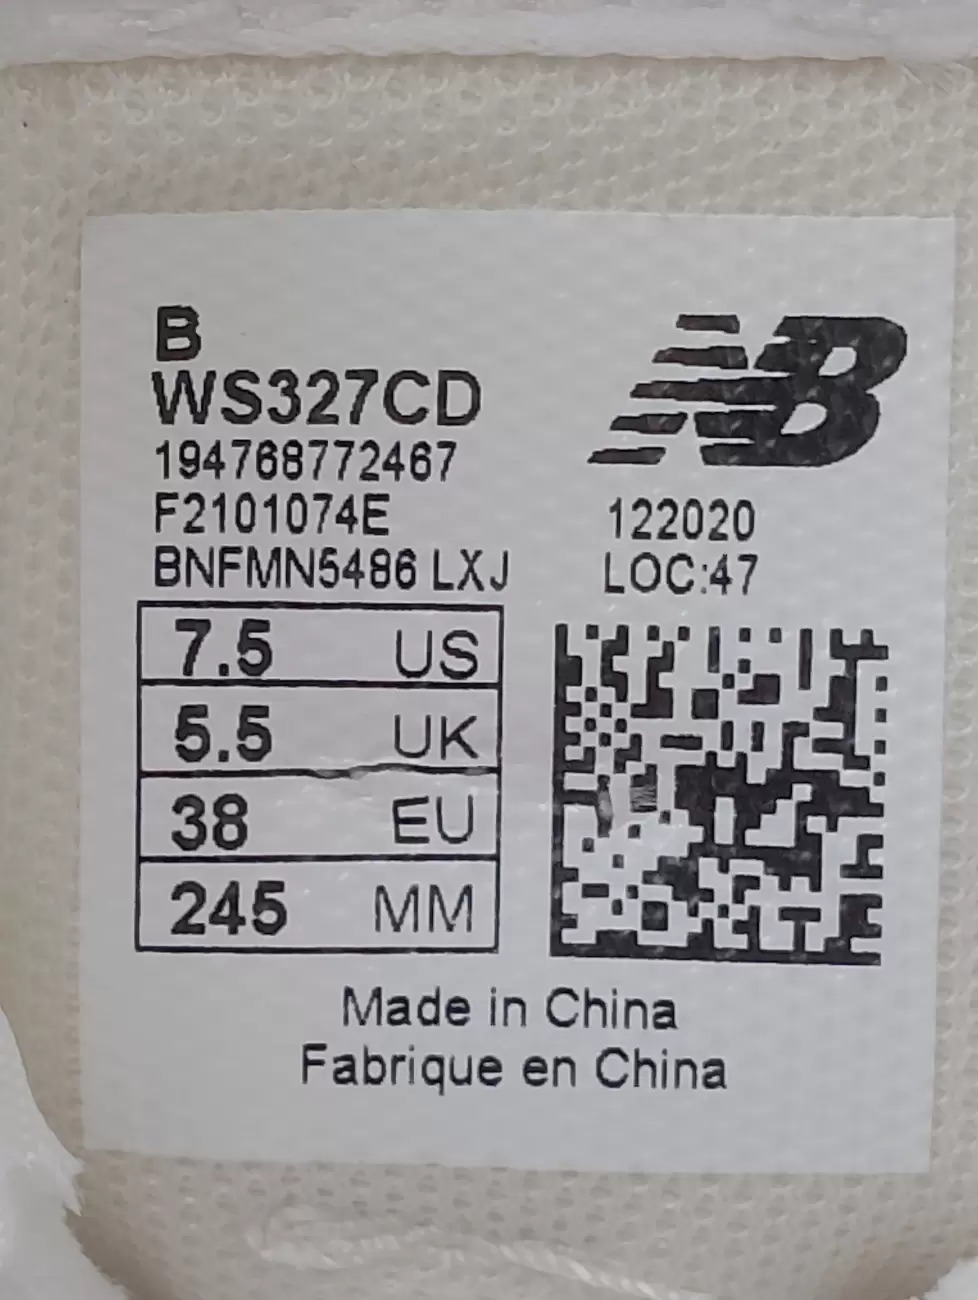 B
WS327CD
194768772467
F2101074E
BNFMN5486 LXJ
NB
122020
LOC:47
7.5 US
5.5 UK
38 EU
245 MM
Made in China
Fabrique en China